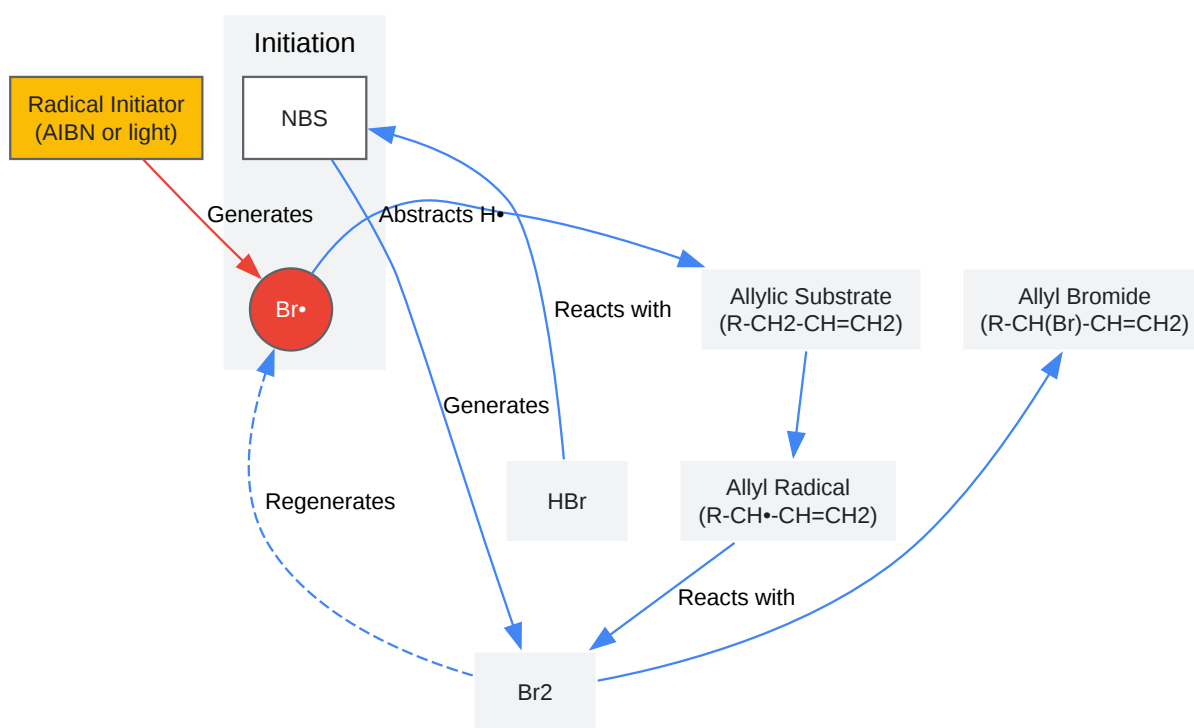 Initiation
Radical Initiator
(AIBN or light)
NBS
Generates
Abstracts H•
Br•
Reacts with
Allylic Substrate
(R-CH2-CH=CH2)
Allyl Bromide
(R-CH(Br)-CH=CH2)
Generates
Regenerates
HBr
Allyl Radical
(R-CH•-CH=CH2)
Reacts with
Br2